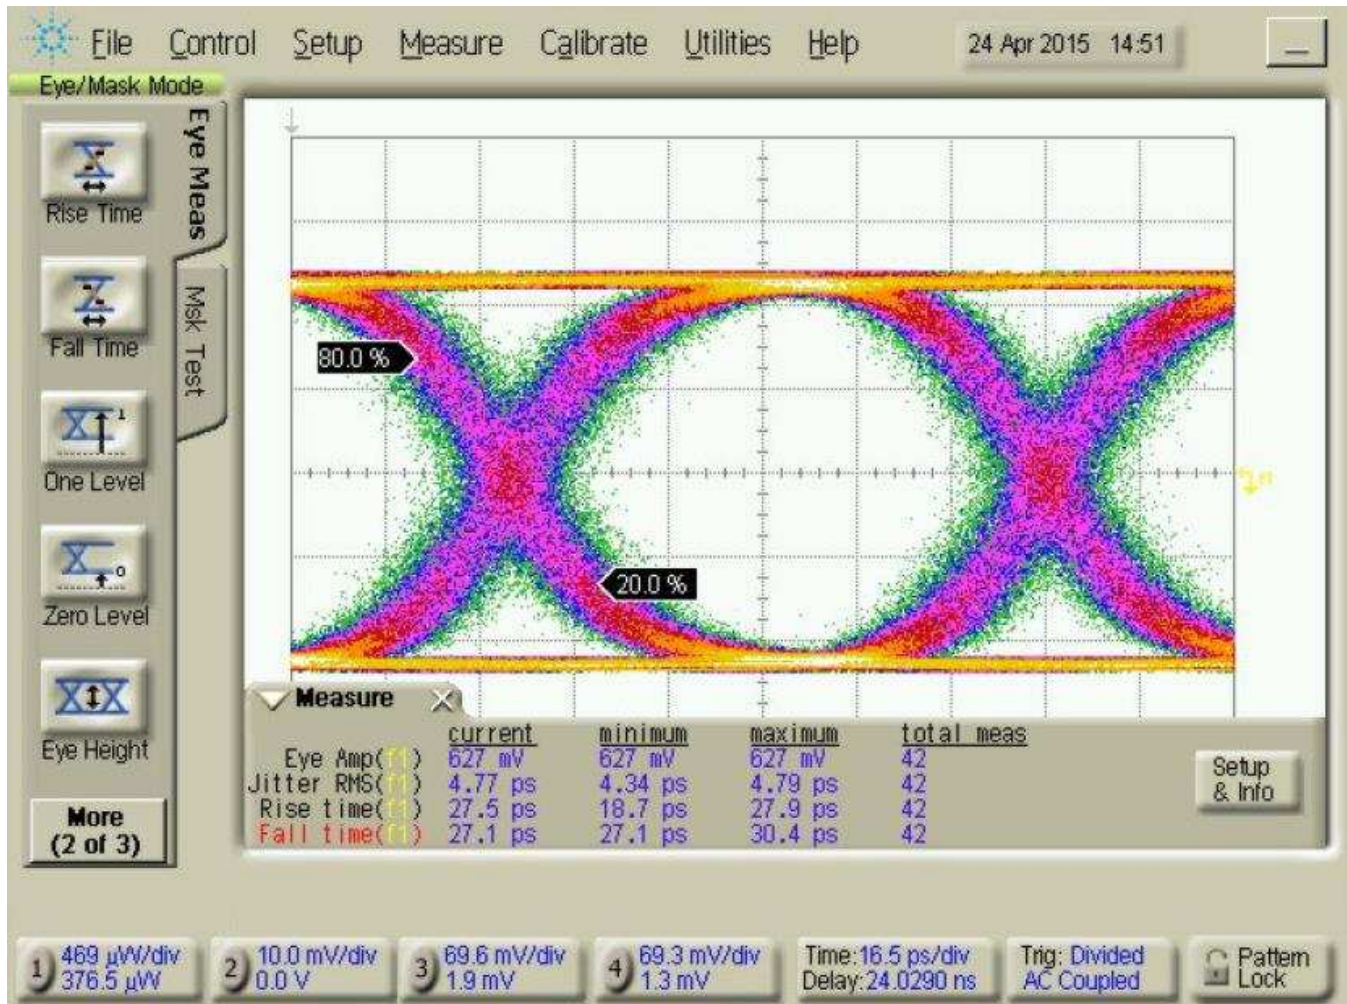 File Control Setup Measure Calibrate Utilities Help 24 Apr 2015 14:51
Eye/Mask Mode
Eye Meas
Msk Test
Rise Time
Fall Time
One Level
Zero Level
Eye Height
More
(2 of 3)
80.0 %
20.0 %
f1
Measure
current minimum maximum total meas
Eye Amp(f1) 627 mV 627 mV 627 mV 42
Jitter RMS(f1) 4.77 ps 4.34 ps 4.79 ps 42
Rise time(f1) 27.5 ps 18.7 ps 27.9 ps 42
Fall time(f1) 27.1 ps 27.1 ps 30.4 ps 42
Setup
& Info
1) 469 µW/div
376.5 µW
2) 10.0 mV/div
0.0 V
3) 69.6 mV/div
1.9 mV
4) 69.3 mV/div
1.3 mV
Time:16.5 ps/div
Delay:24.0290 ns
Trig: Divided
AC Coupled
Pattern
Lock